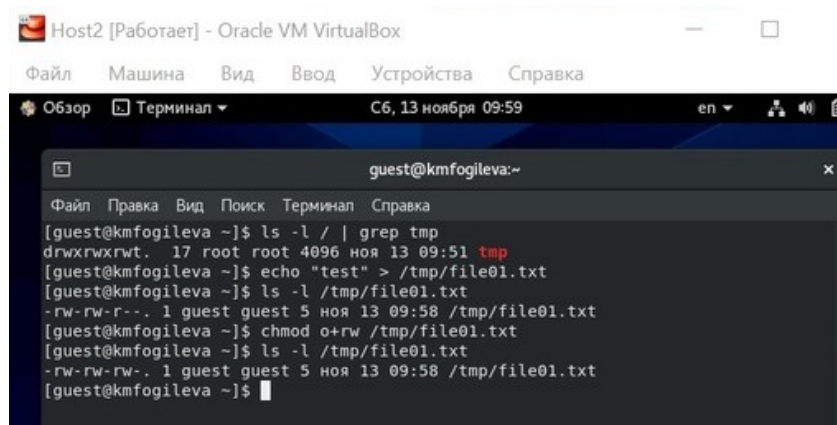 Host2 [Работает] - Oracle VM VirtualBox
Файл Машина Вид Ввод Устройства Справка
Обзор Терминал Сб, 13 ноября 09:59 en
guest@kmfogileva:~
Файл Правка Вид Поиск Терминал Справка
[guest@kmfogileva ~]$ ls -l / | grep tmp
drwxrwxrwt. 17 root root 4096 ноя 13 09:51 tmp
[guest@kmfogileva ~]$ echo "test" > /tmp/file01.txt
[guest@kmfogileva ~]$ ls -l /tmp/file01.txt
-rw-rw-r--. 1 guest guest 5 ноя 13 09:58 /tmp/file01.txt
[guest@kmfogileva ~]$ chmod o+rw /tmp/file01.txt
[guest@kmfogileva ~]$ ls -l /tmp/file01.txt
-rw-rw-rw-. 1 guest guest 5 ноя 13 09:58 /tmp/file01.txt
[guest@kmfogileva ~]$